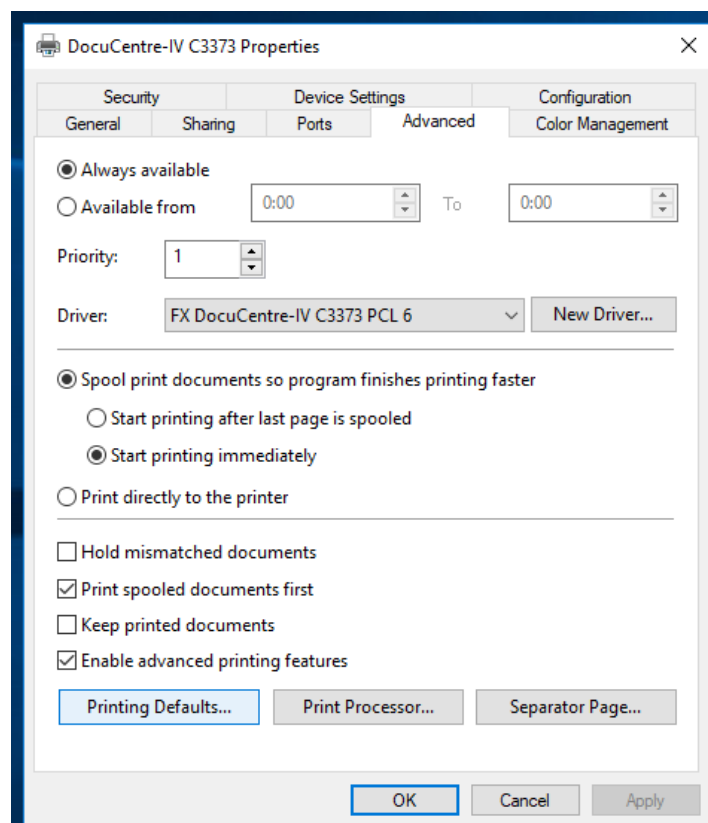 DocuCentre-IV C3373 Properties
Security Device Settings Configuration
General Sharing Ports Advanced Color Management
Always available
Available from 0:00 To 0:00
Priority: 1
Driver: FX DocuCentre-IV C3373 PCL 6 New Driver...
Spool print documents so program finishes printing faster
Start printing after last page is spooled
Start printing immediately
Print directly to the printer
Hold mismatched documents
Print spooled documents first
Keep printed documents
Enable advanced printing features
Printing Defaults... Print Processor... Separator Page...
OK Cancel Apply